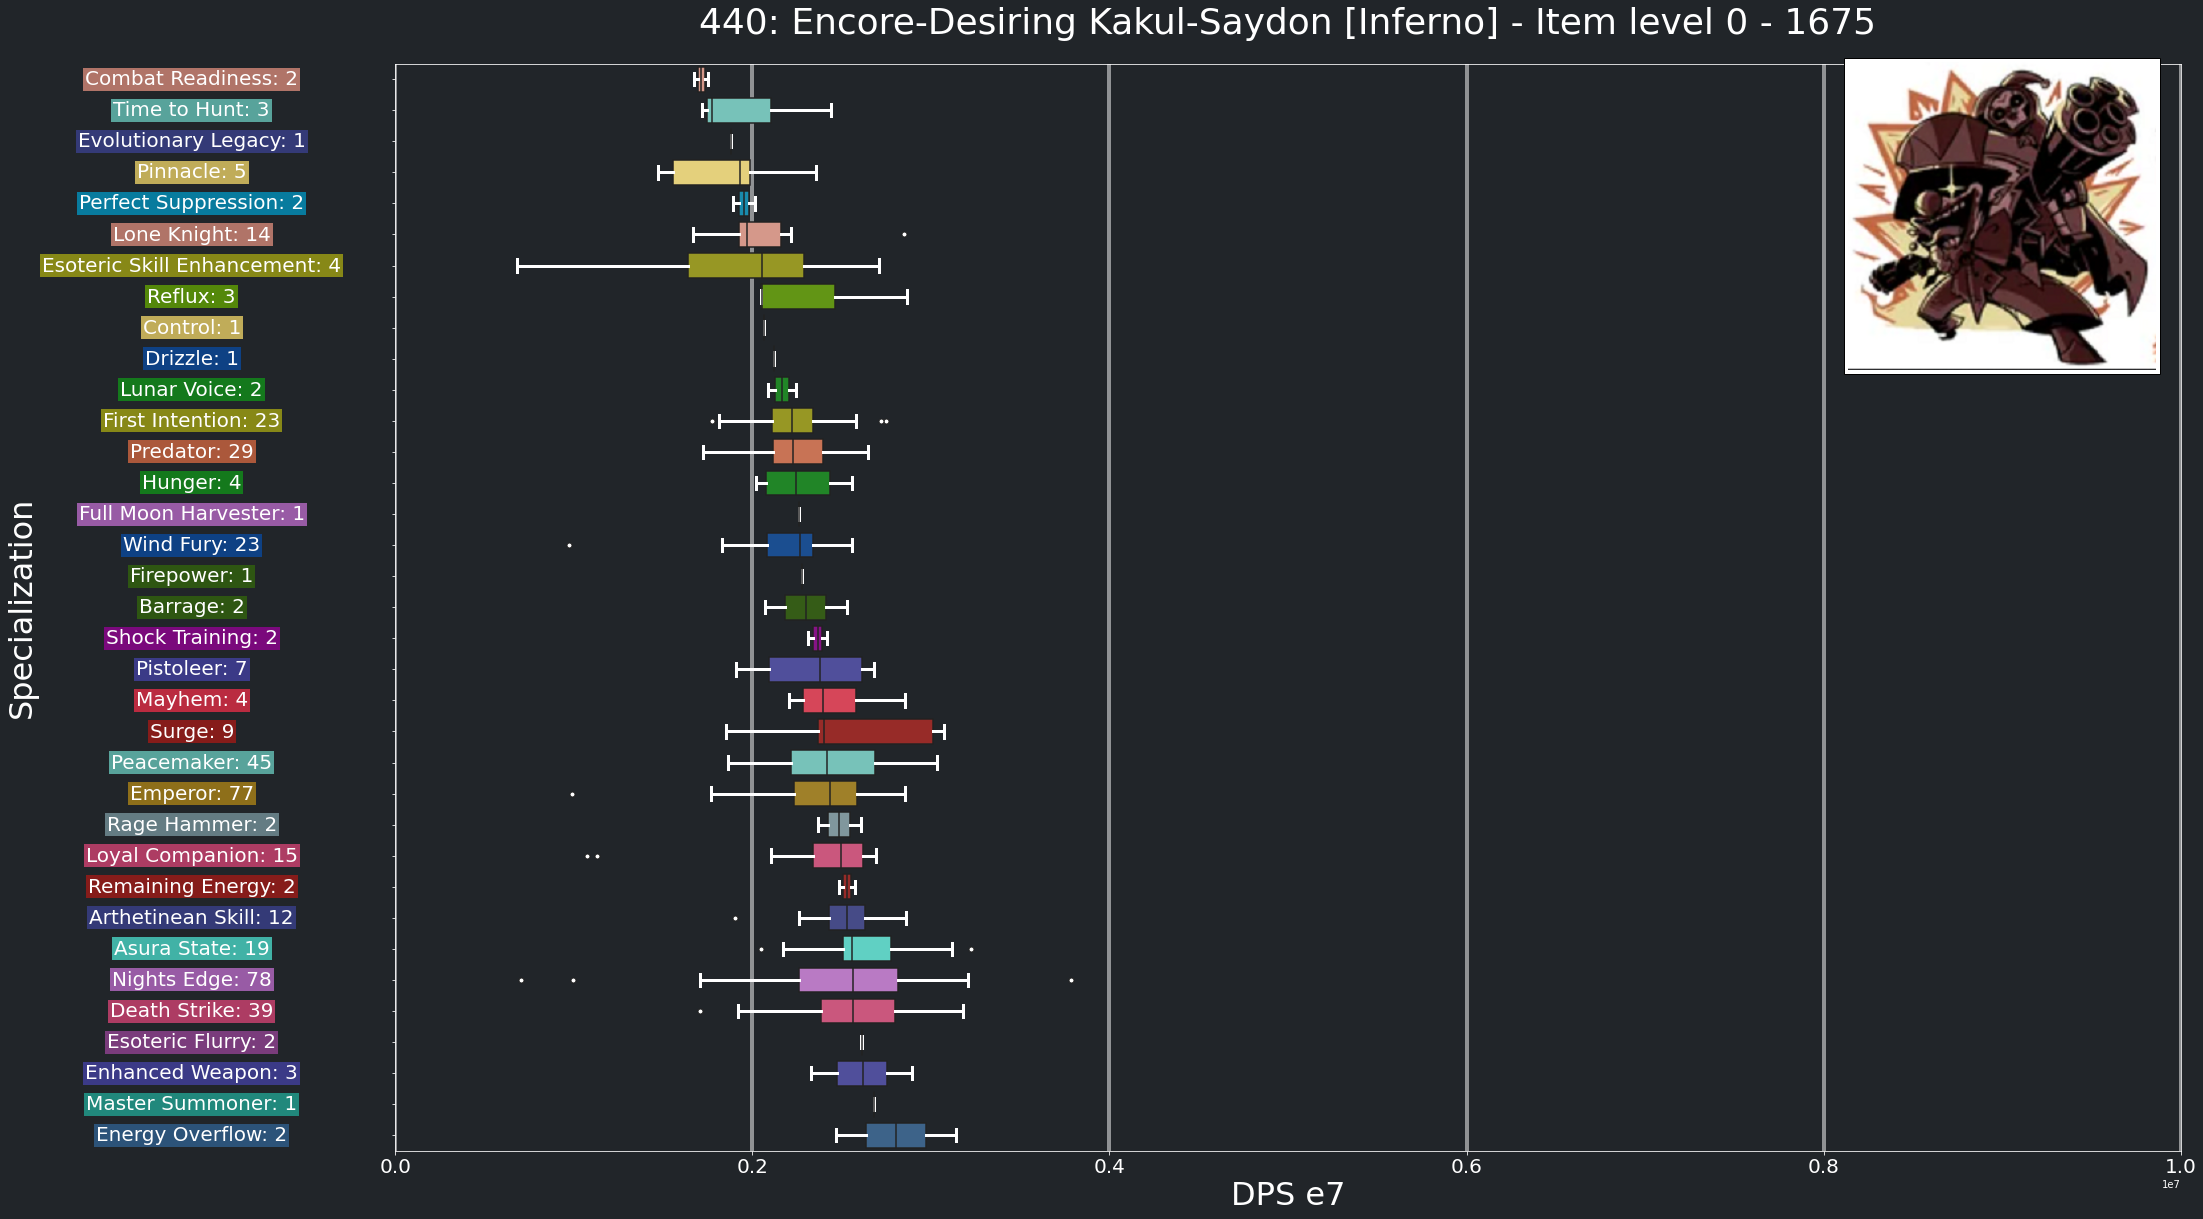 440: Encore-Desiring Kakul-Saydon [Inferno] - Item level 0 - 1675
Specialization
Combat Readiness: 2
Time to Hunt: 3
Evolutionary Legacy: 1
Pinnacle: 5
Perfect Suppression: 2
Lone Knight: 14
Esoteric Skill Enhancement: 4
Reflux: 3
Control: 1
Drizzle: 1
Lunar Voice: 2
First Intention: 23
Predator: 29
Hunger: 4
Full Moon Harvester: 1
Wind Fury: 23
Firepower: 1
Barrage: 2
Shock Training: 2
Pistoleer: 7
Mayhem: 4
Surge: 9
Peacemaker: 45
Emperor: 77
Rage Hammer: 2
Loyal Companion: 15
Remaining Energy: 2
Arthetinean Skill: 12
Asura State: 19
Nights Edge: 78
Death Strike: 39
Esoteric Flurry: 2
Enhanced Weapon: 3
Master Summoner: 1
Energy Overflow: 2
0.0 0.2 0.4 0.6 0.8 1.0
1e7
DPS e7